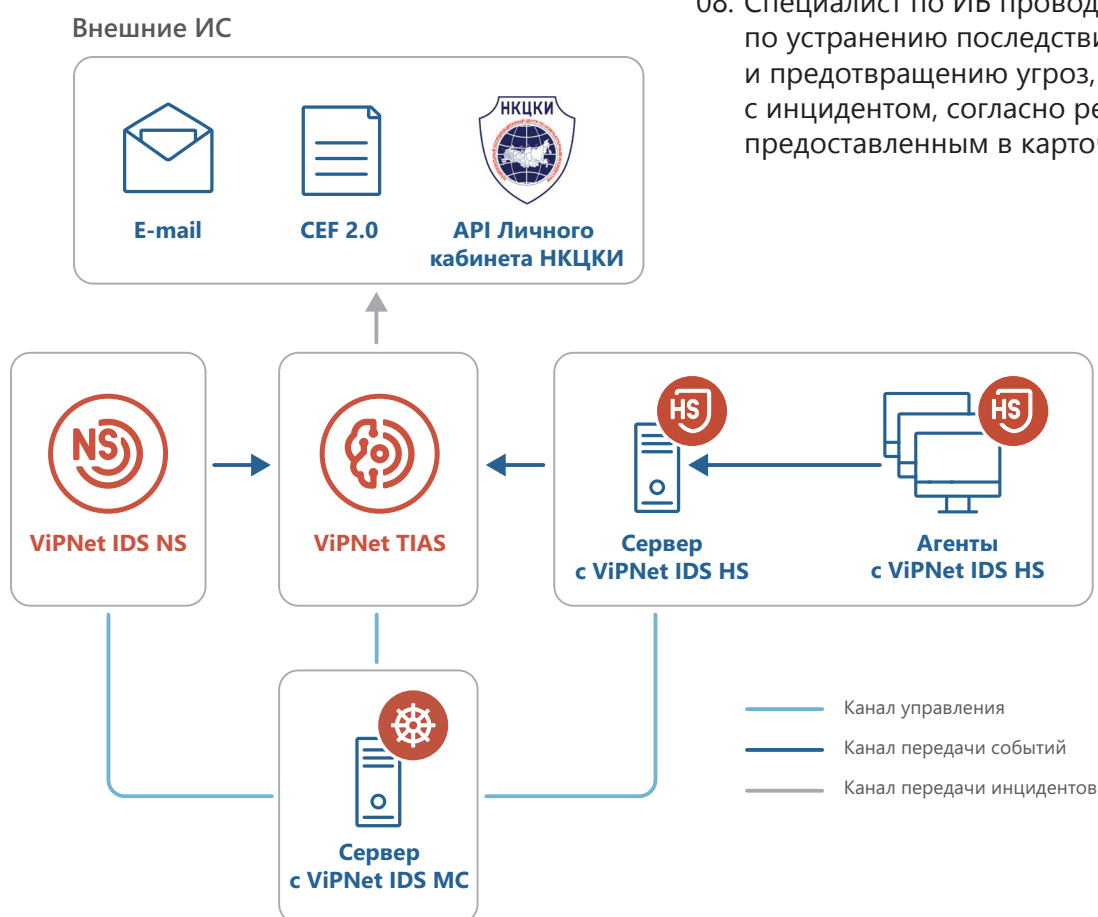 08. Специалист по ИБ провод
по устранению последстви
и предотвращению угроз,
с инцидентом, согласно ре
предоставленным в карточ
Внешние ИС
НКЦКИ
E-mail
CEF 2.0
API Личного
кабинета НКЦКИ
NS
ViPNet IDS NS
ViPNet TIAS
HS
Сервер
с ViPNet IDS HS
HS
Агенты
с ViPNet IDS HS
Сервер
с ViPNet IDS MC
Канал управления
Канал передачи событий
Канал передачи инцидентов